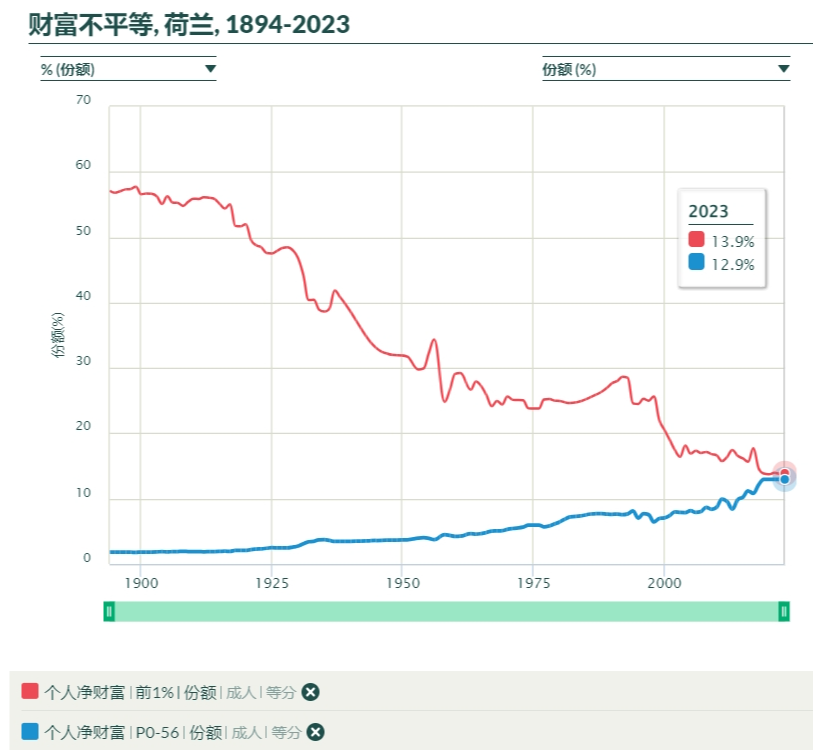 财富不平等, 荷兰, 1894-2023
% (份额)
份额 (%)
70
60
50
40
30
20
10
0
份额(%)
2023
13.9%
12.9%
1900 1925 1950 1975 2000
个人净财富 | 前1% | 份额 | 成人 | 等分
个人净财富 | P0-56 | 份额 | 成人 | 等分